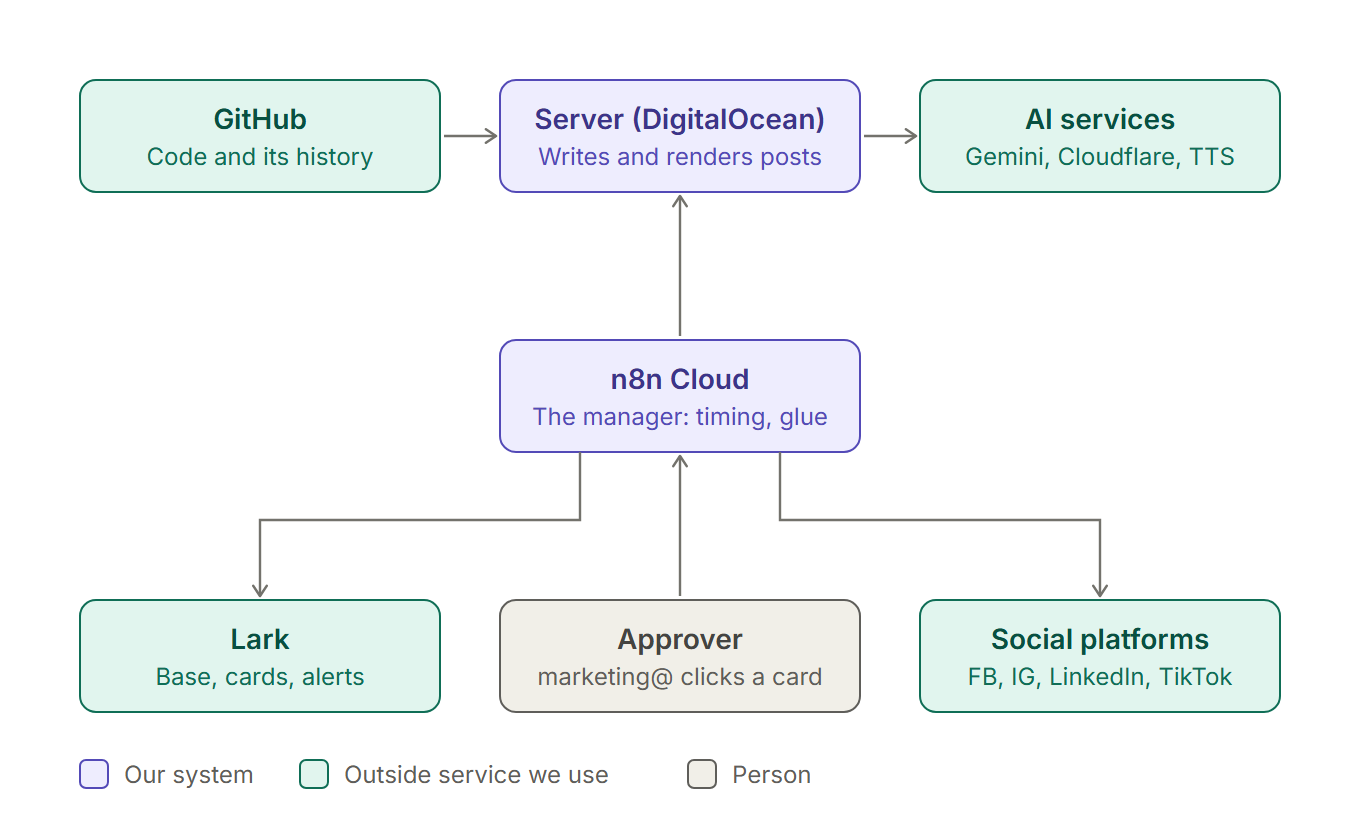 GitHub
Code and its history
Server (DigitalOcean)
Writes and renders posts
AI services
Gemini, Cloudflare, TTS
n8n Cloud
The manager: timing, glue
Lark
Base, cards, alerts
Approver
marketing@ clicks a card
Social platforms
FB, IG, LinkedIn, TikTok
Our system
Outside service we use
Person